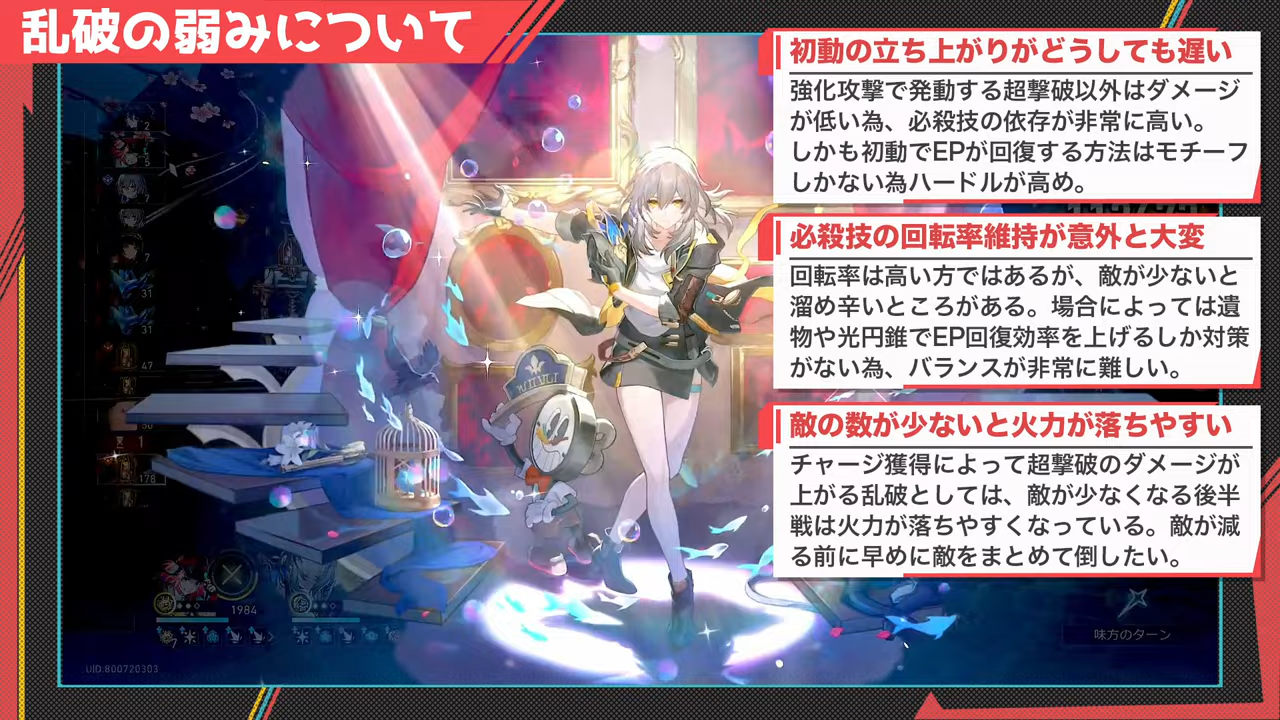 乱破の弱みについて
初動の立ち上がりがどうしても遅い
強化攻撃で発動する超撃破以外はダメージ
が低い為、必殺技の依存が非常に高い。
しかも初動でEPが回復する方法はモチーフ
しかない為ハードルが高め。
必殺技の回転率維持が意外と大変
回転率は高い方ではあるが、敵が少ないと
溜め辛いところがある。場合によっては遺
物や光円錐でEP回復効率を上げるしか対策
がない為、バランスが非常に難しい。
敵の数が少ないと火力が落ちやすい
チャージ獲得によって超撃破のダメージが
上がる乱破としては、敵が少なくなる後半
戦は火力が落ちやすくなっている。敵が減
る前に早めに敵をまとめて倒したい。
2
7
7
31
31
47
1
178
1984
味方のターン
UID:800720303